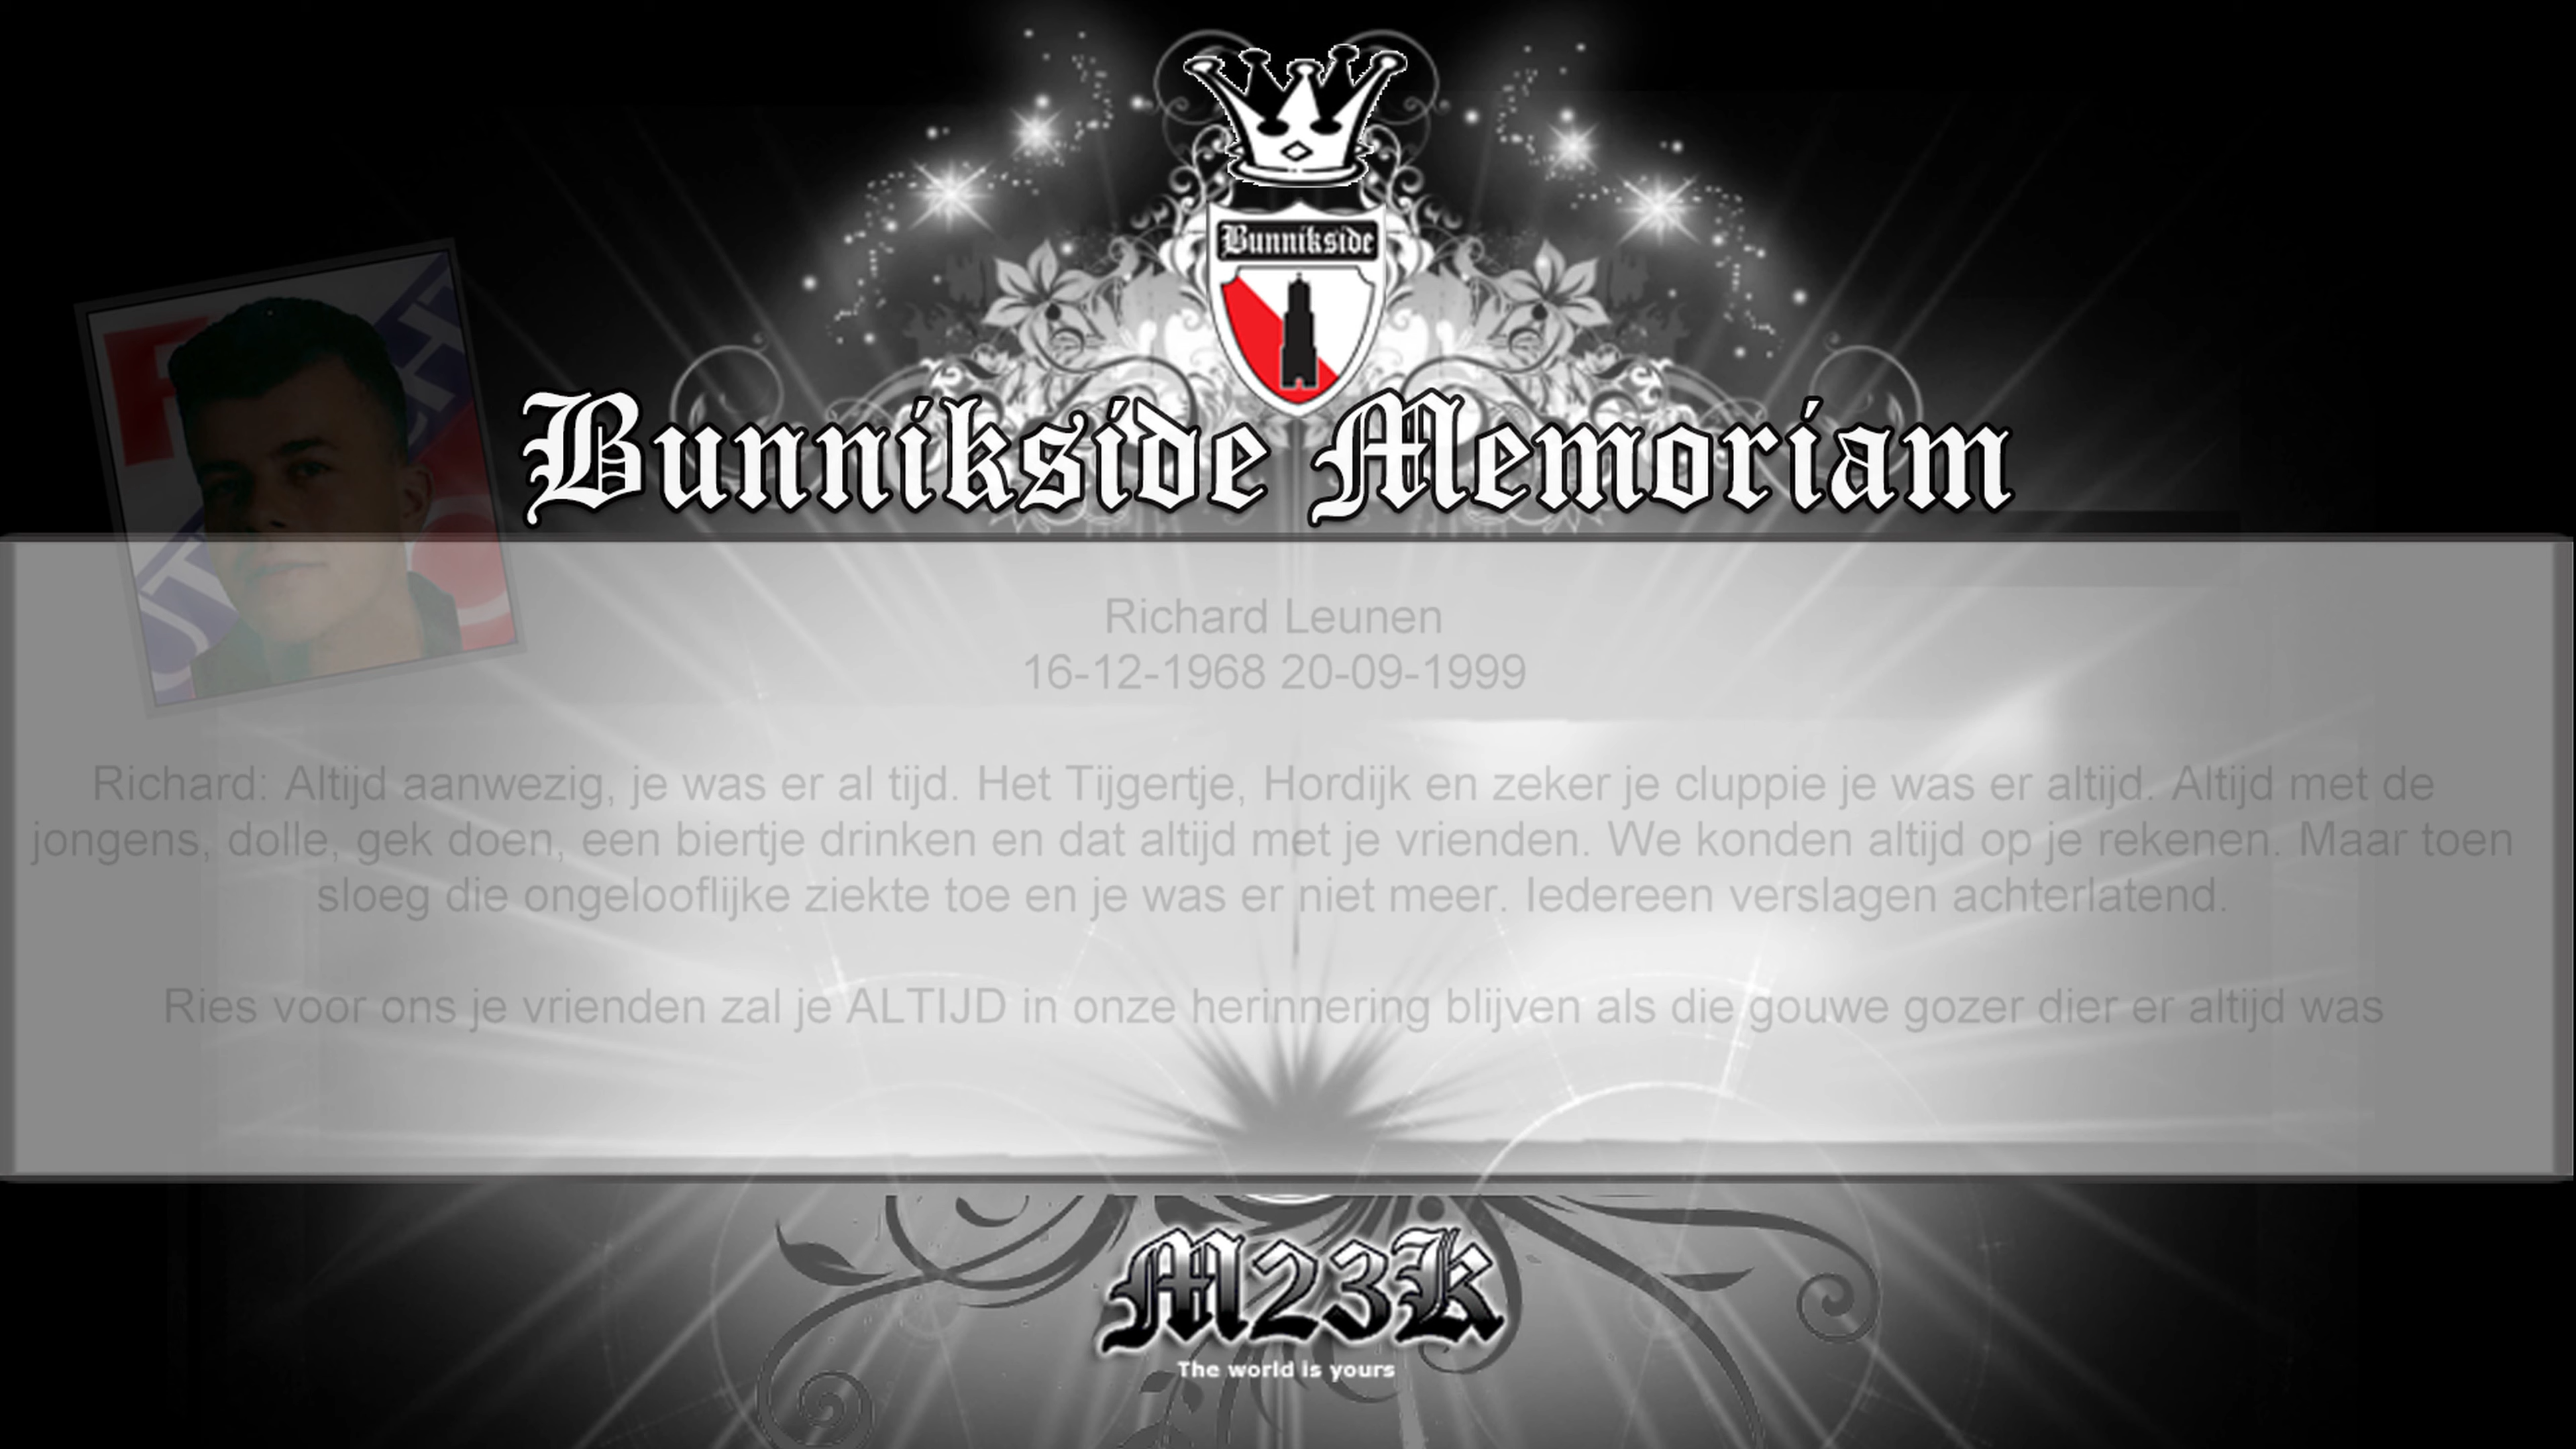 Bunnikside
Bunnikside Memoriam
Richard Leunen
16-12-1968 20-09-1999
Richard: Altijd aanwezig, je was er al tijd. Het Tijgertje, Hordijk en zeker je cluppie je was er altijd. Altijd met de
jongens, dolle, gek doen, een biertje drinken en dat altijd met je vrienden. We konden altijd op je rekenen. Maar toen
sloeg die ongelooflijke ziekte toe en je was er niet meer. Iedereen verslagen achterlatend.
Ries voor ons je vrienden zal je ALTIJD in onze herinnering blijven als die gouwe gozer dier er altijd was
M23K
The world is yours